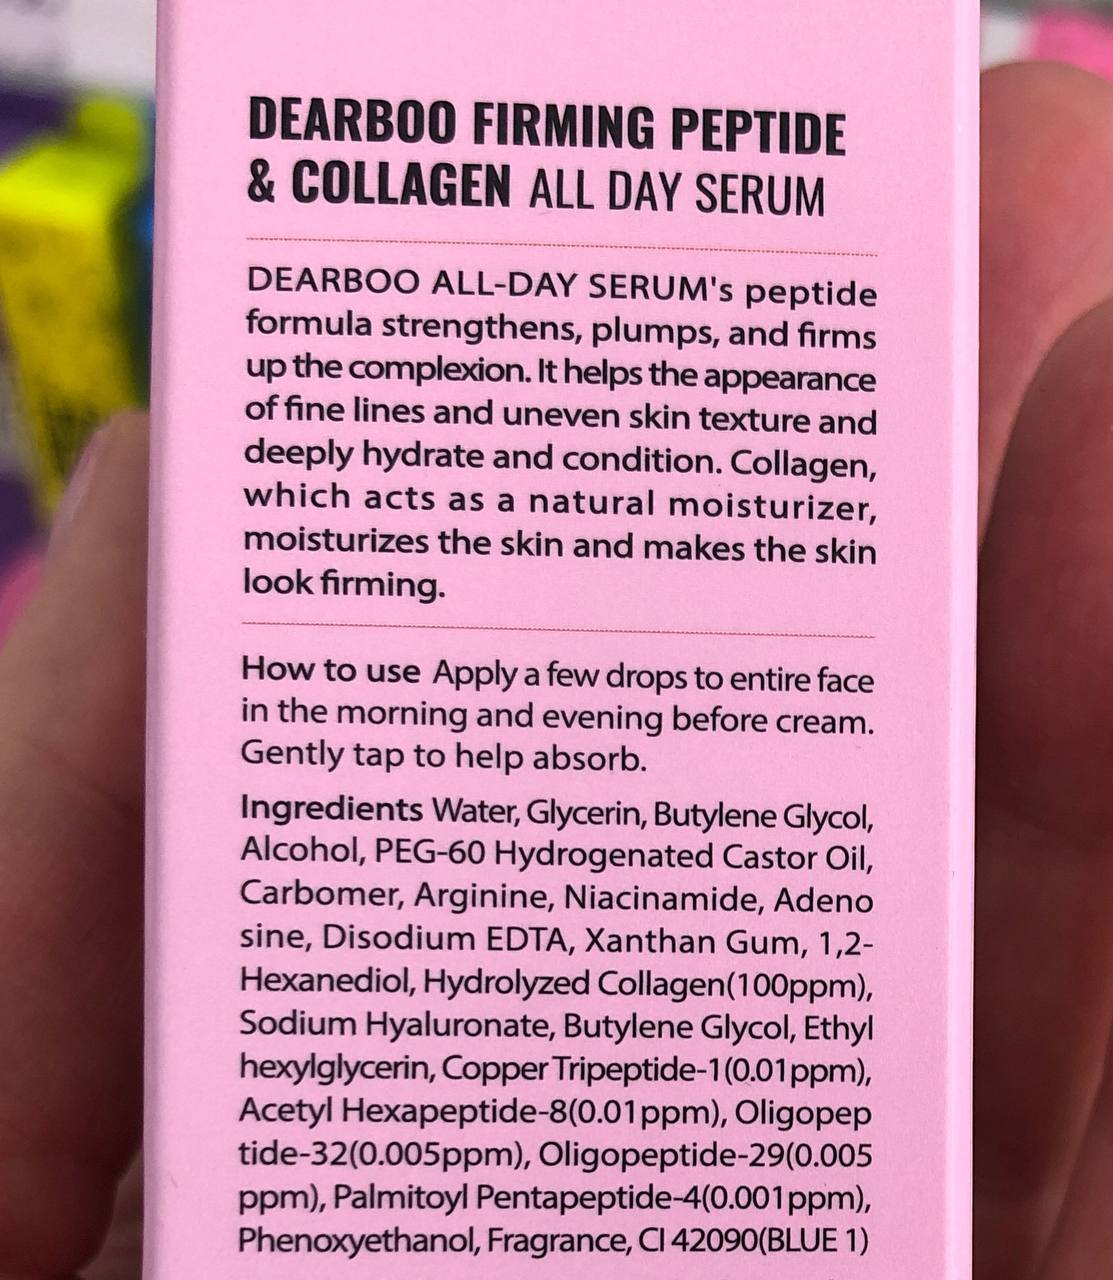 DEARBOO FIRMING PEPTIDE
& COLLAGEN ALL DAY SERUM
DEARBOO ALL-DAY SERUM's peptide
formula strengthens, plumps, and firms
up the complexion. It helps the appearance
of fine lines and uneven skin texture and
deeply hydrate and condition. Collagen,
which acts as a natural moisturizer,
moisturizes the skin and makes the skin
look firming.
How to use Apply a few drops to entire face
in the morning and evening before cream.
Gently tap to help absorb.
Ingredients Water, Glycerin, Butylene Glycol,
Alcohol, PEG-60 Hydrogenated Castor Oil,
Carbomer, Arginine, Niacinamide, Adeno
sine, Disodium EDTA, Xanthan Gum, 1,2-
Hexanediol, Hydrolyzed Collagen(100ppm),
Sodium Hyaluronate, Butylene Glycol, Ethyl
hexylglycerin, Copper Tripeptide-1(0.01ppm),
Acetyl Hexapeptide-8(0.01ppm), Oligopep
tide-32(0.005ppm), Oligopeptide-29(0.005
ppm), Palmitoyl Pentapeptide-4(0.001ppm),
Phenoxyethanol, Fragrance, CI 42090(BLUE 1)